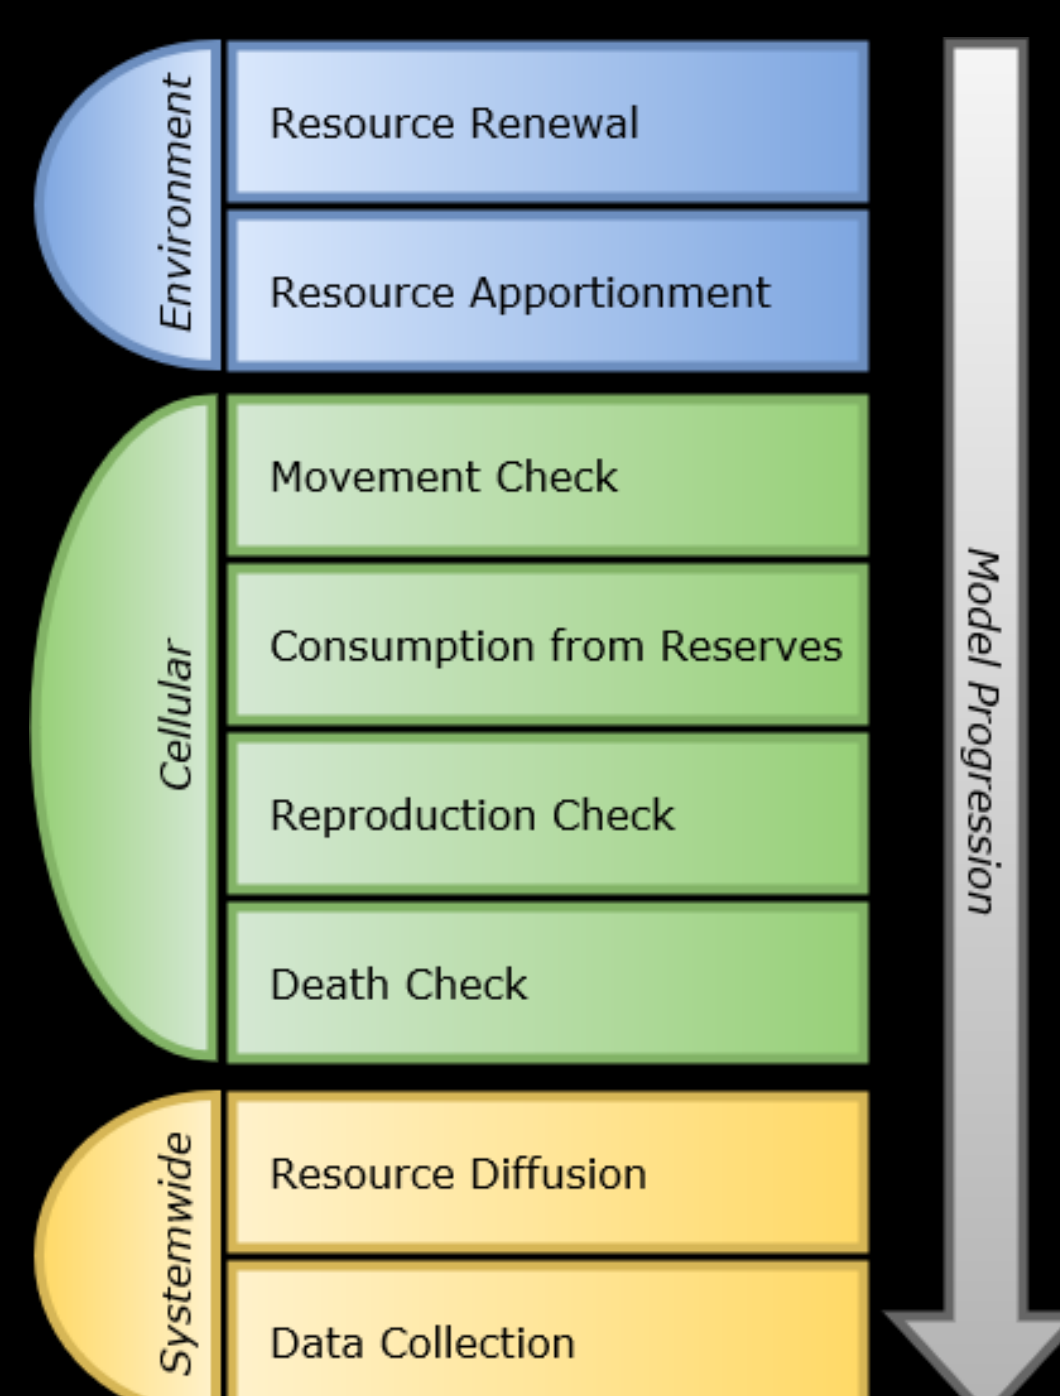 Environment
Resource Renewal
Resource Apportionment
Cellular
Movement Check
Consumption from Reserves
Reproduction Check
Death Check
Systemwide
Resource Diffusion
Data Collection
Model Progression